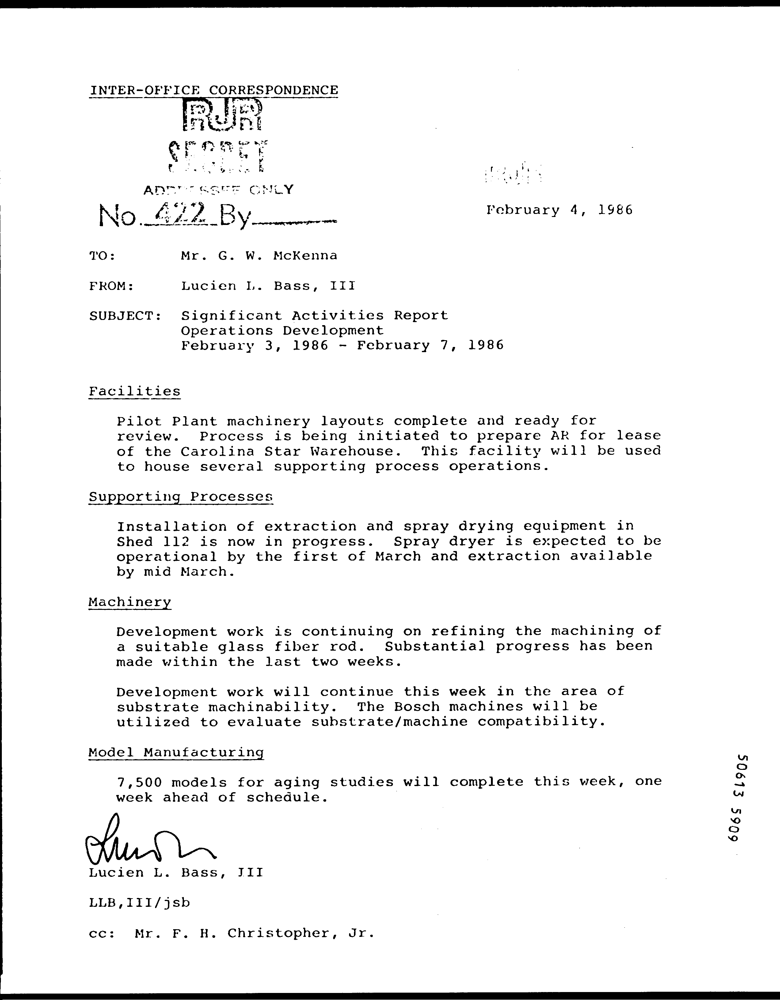 INTER-OFFICE CORRESPONDENCE
RJR
SECRET
ADDRESSEE ONLY
No. 422 By
February 4, 1986
TO: Mr. G. W. McKenna
FROM: Lucien L. Bass, III
SUBJECT: Significant Activities Report
Operations Development
February 3, 1986 - February 7, 1986
Facilities
Pilot Plant machinery layouts complete and ready for
review. Process is being initiated to prepare AR for lease
of the Carolina Star Warehouse. This facility will be used
to house several supporting process operations.
Supporting Processes
Installation of extraction and spray drying equipment in
Shed 112 is now in progress. Spray dryer is expected to be
operational by the first of March and extraction available
by mid March.
Machinery
Development work is continuing on refining the machining of
a suitable glass fiber rod. Substantial progress has been
made within the last two weeks.
Development work will continue this week in the area of
substrate machinability. The Bosch machines will be
utilized to evaluate substrate/machine compatibility.
Model Manufacturing
7,500 models for aging studies will complete this week, one
week ahead of schedule.
Lucien L. Bass, III
LLB,III/jsb
cc: Mr. F. H. Christopher, Jr.
50613 5909